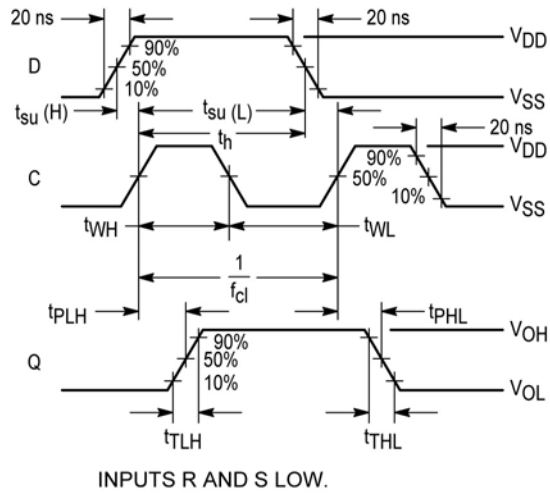 20 ns
20 ns
D
90%
50%
10%
VDD
VSS
tsu (H)
tsu (L)
th
20 ns
C
90%
50%
10%
VDD
VSS
tWH
tWL
1
fcl
tPLH
tPHL
Q
90%
50%
10%
VOH
VOL
tTLH
tTHL
INPUTS R AND S LOW.